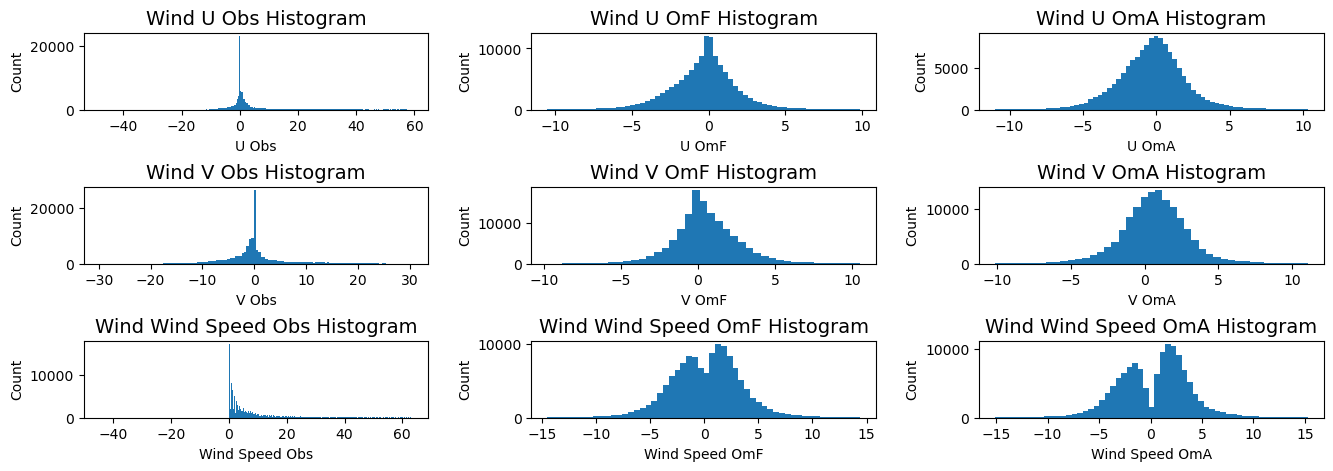 Wind U Obs Histogram
Wind U OmF Histogram
Wind U OmA Histogram
Count
20000
0
−40
−20
0
20
40
60
U Obs
Count
10000
0
−10
−5
0
5
10
U OmF
Count
5000
0
−10
−5
0
5
10
U OmA
Wind V Obs Histogram
Wind V OmF Histogram
Wind V OmA Histogram
Count
20000
0
−30
−20
−10
0
10
20
30
V Obs
Count
10000
0
−10
−5
0
5
10
V OmF
Count
10000
0
−10
−5
0
5
10
V OmA
Wind Wind Speed Obs Histogram
Wind Wind Speed OmF Histogram
Wind Wind Speed OmA Histogram
Count
10000
0
−40
−20
0
20
40
60
Wind Speed Obs
Count
10000
5000
0
−15
−10
−5
0
5
10
15
Wind Speed OmF
Count
10000
0
−15
−10
−5
0
5
10
15
Wind Speed OmA